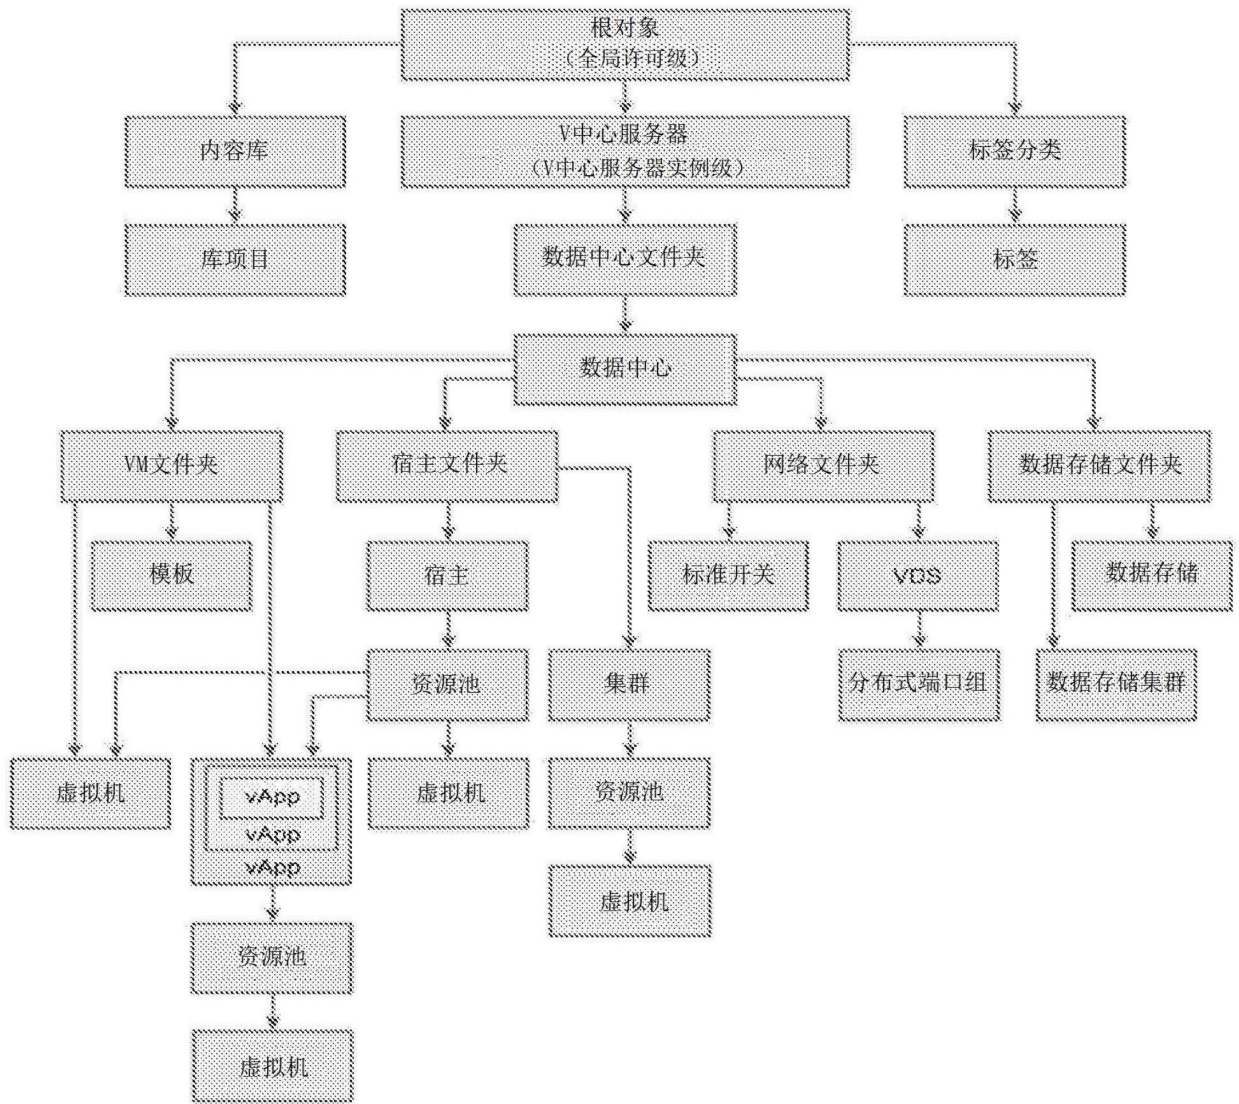 根对象
（全局许可级）
内容库
V中心服务器
（V中心服务器实例级）
标签分类
库项目
数据中心文件夹
标签
数据中心
VM文件夹
宿主文件夹
网络文件夹
数据存储文件夹
模板
宿主
标准开关
VDS
数据存储
资源池
集群
分布式端口组
数据存储集群
虚拟机
vApp
vApp
vApp
虚拟机
资源池
虚拟机
资源池
虚拟机